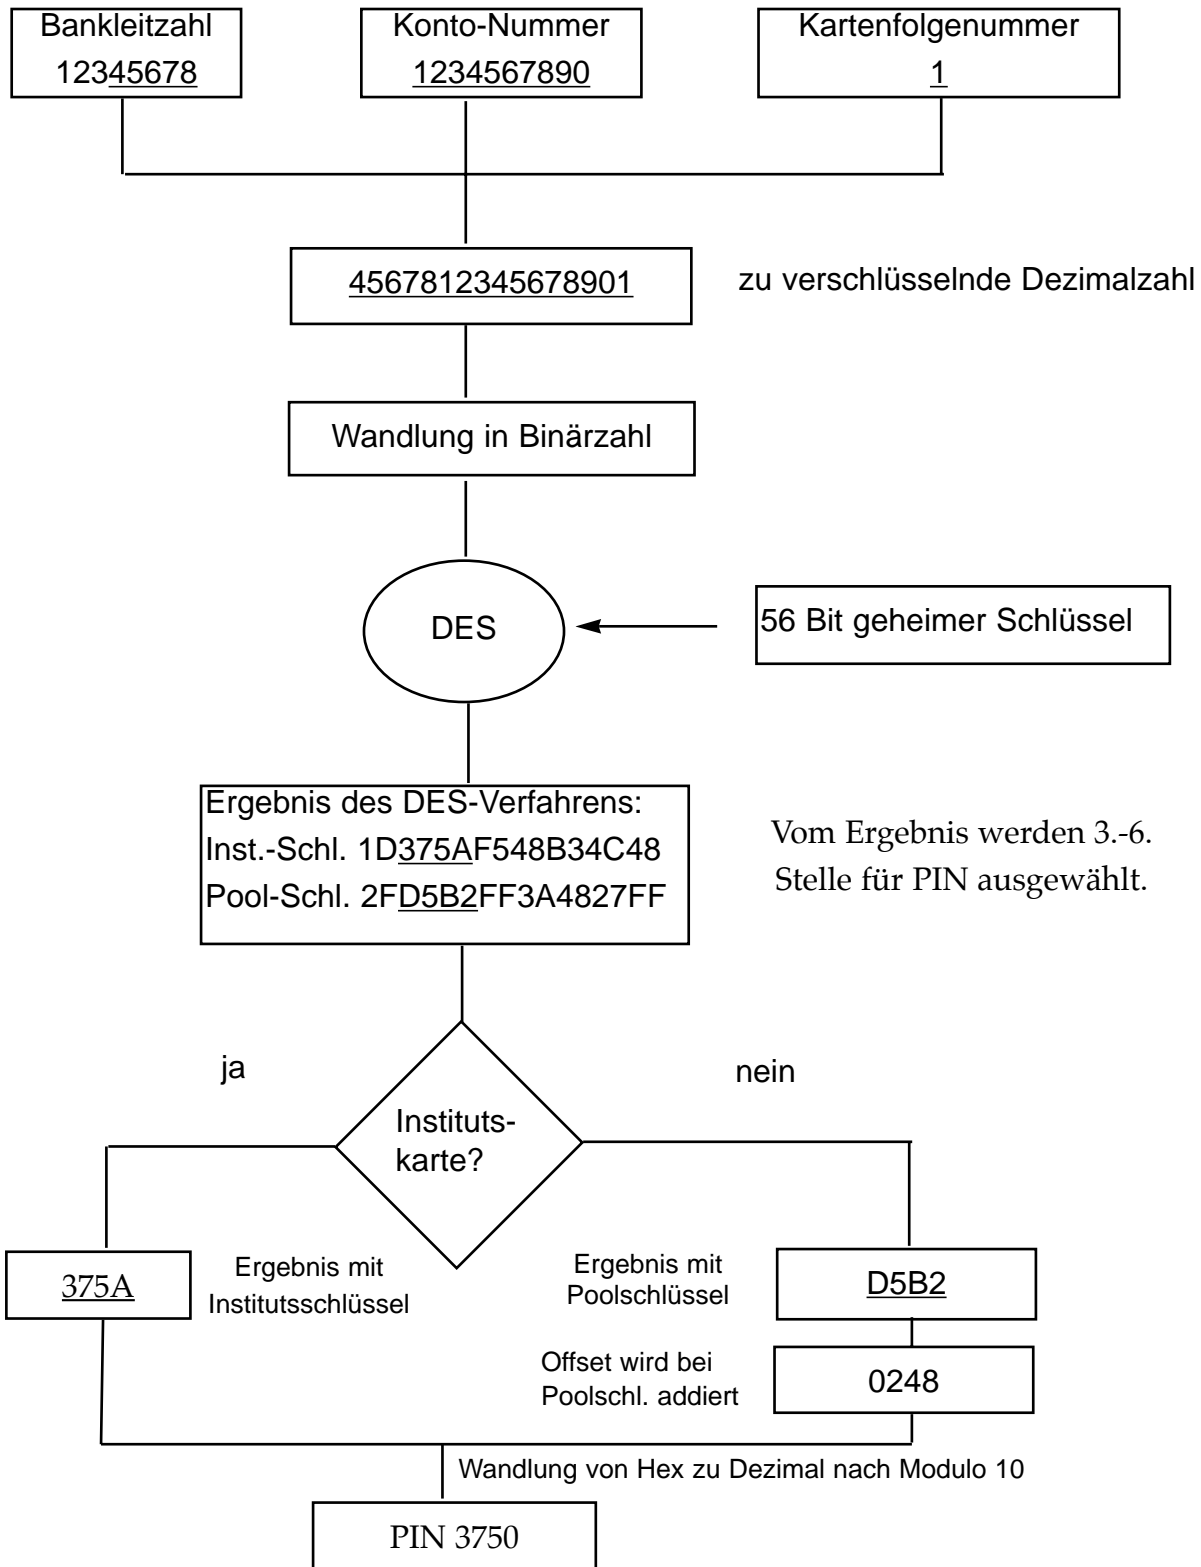 Bankleitzahl
12345678
Konto-Nummer
1234567890
Kartenfolgenummer
1
4567812345678901
zu verschlüsselnde Dezimalzahl
Wandlung in Binärzahl
DES
56 Bit geheimer Schlüssel
Ergebnis des DES-Verfahrens:
Inst.-Schl. 1D375AF548B34C48
Pool-Schl. 2FD5B2FF3A4827FF
Vom Ergebnis werden 3.-6.
Stelle für PIN ausgewählt.
ja
nein
Instituts-
karte?
375A
Ergebnis mit
Institutsschlüssel
Ergebnis mit
Poolschlüssel
D5B2
Offset wird bei
Poolschl. addiert
0248
Wandlung von Hex zu Dezimal nach Modulo 10
PIN 3750